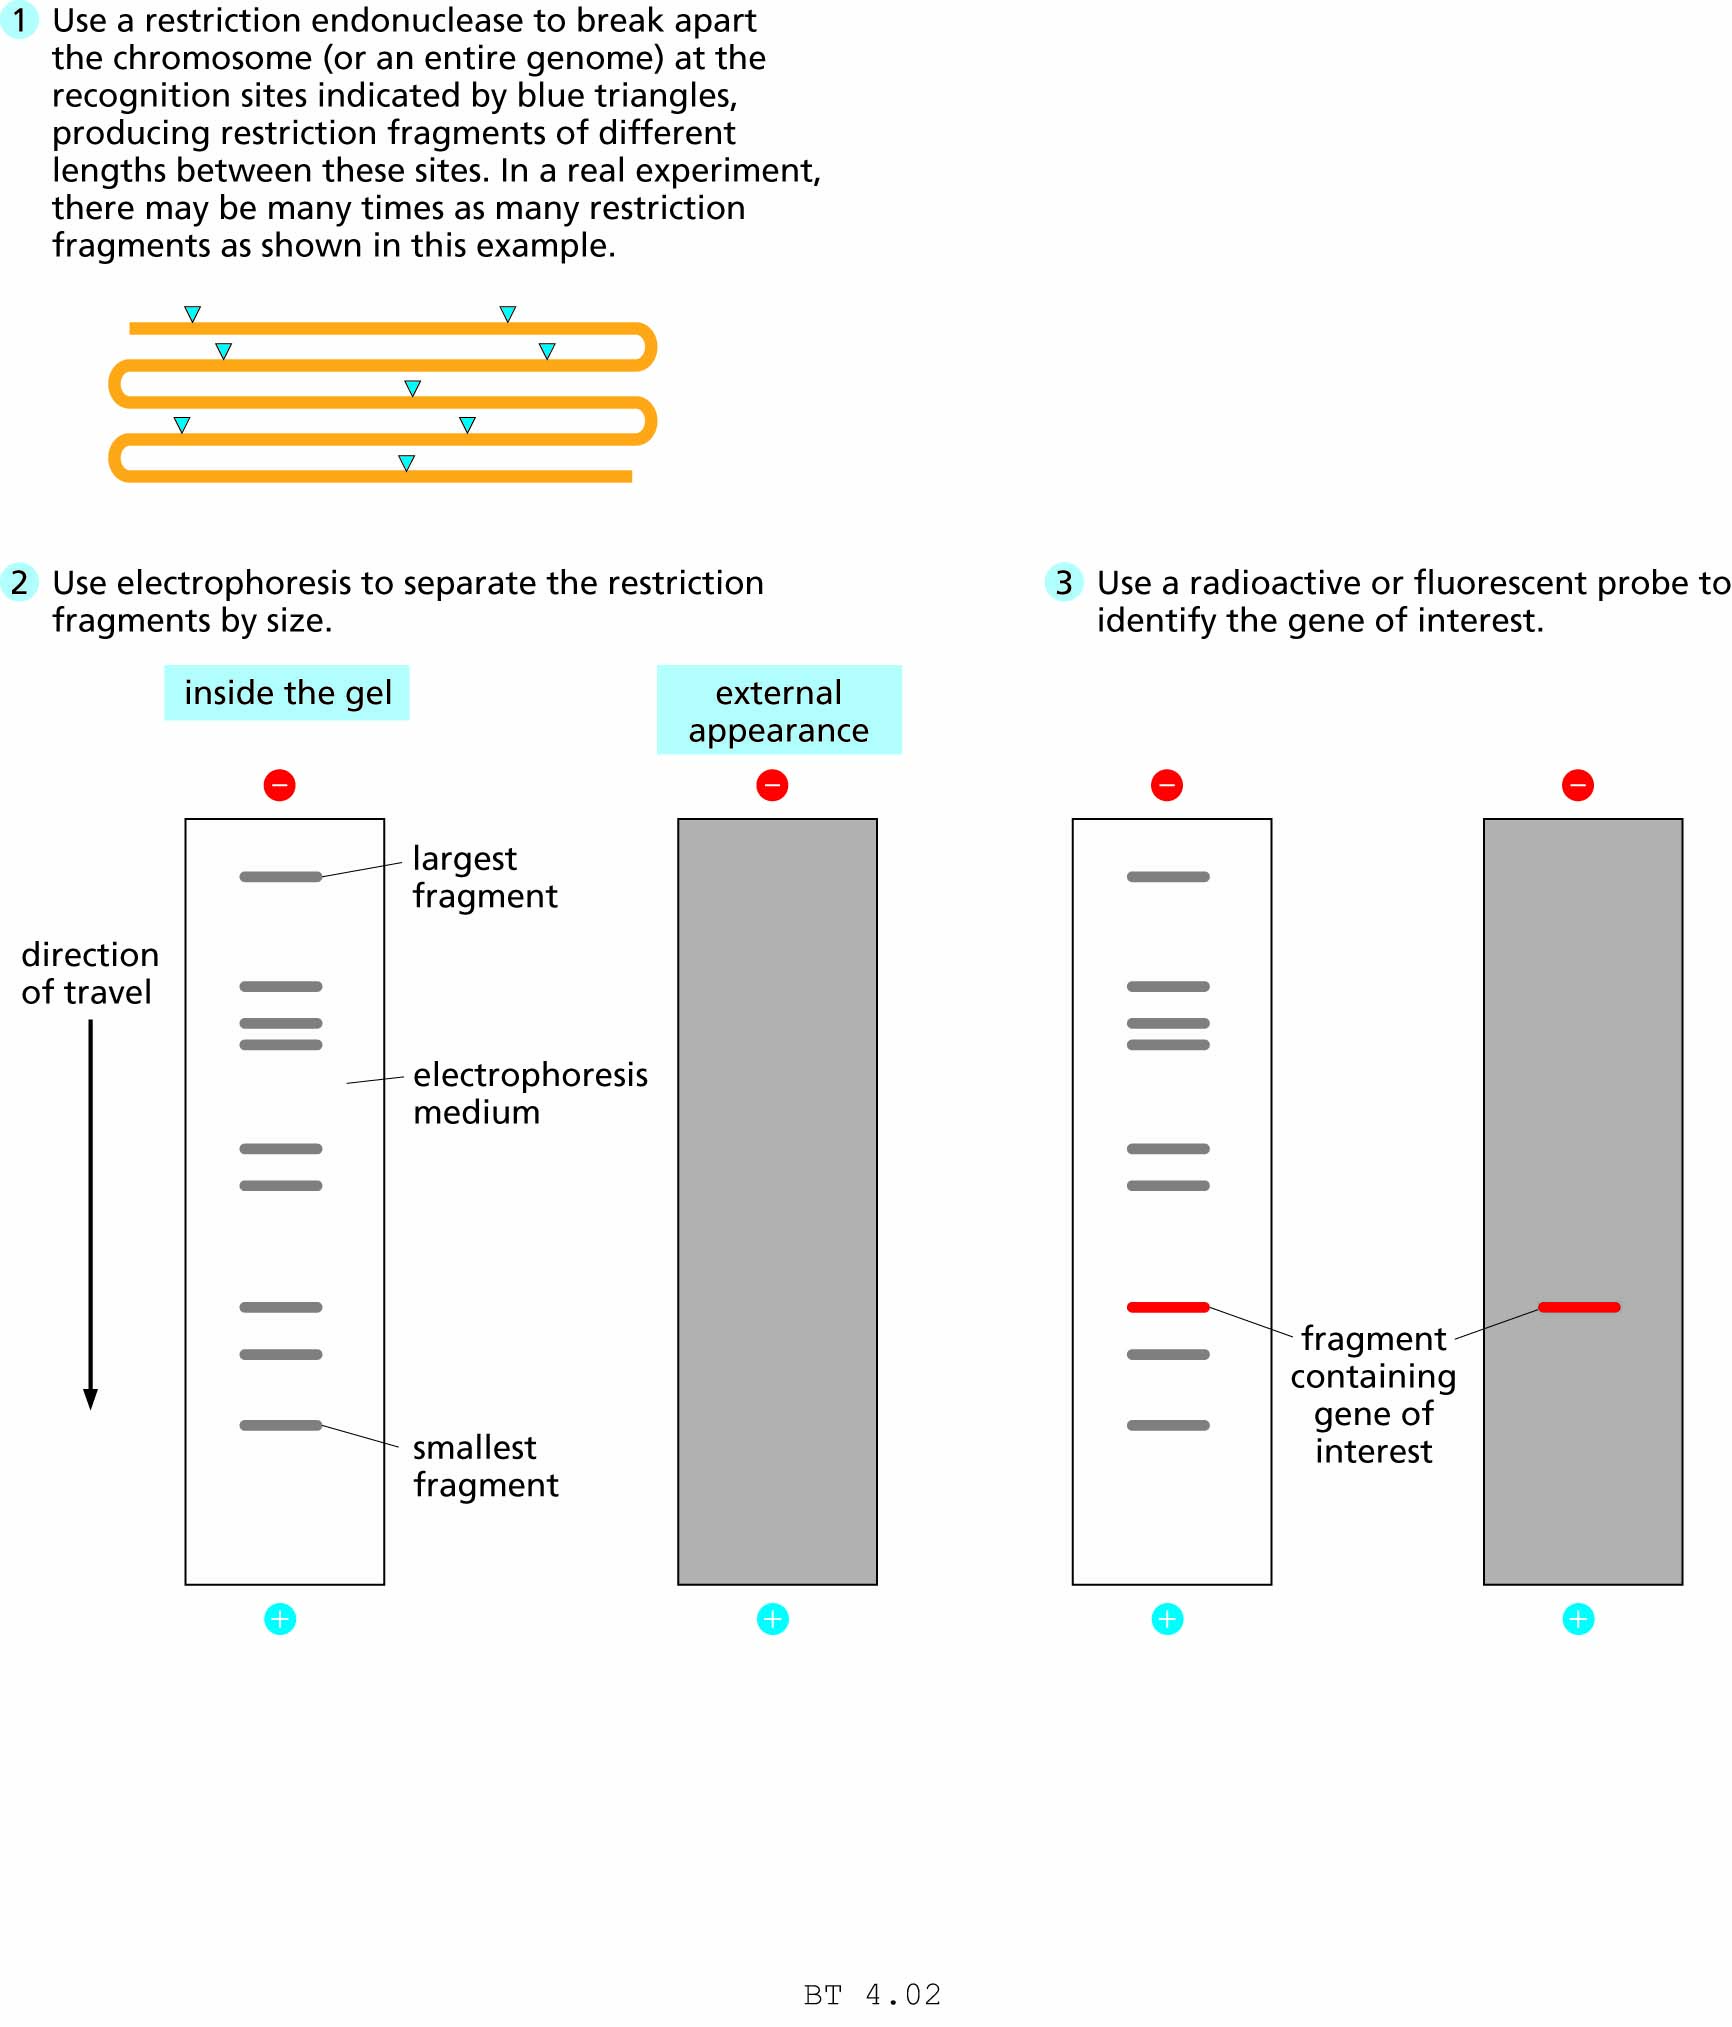 1 Use a restriction endonuclease to break apart
the chromosome (or an entire genome) at the
recognition sites indicated by blue triangles,
producing restriction fragments of different
lengths between these sites. In a real experiment,
there may be many times as many restriction
fragments as shown in this example.
2 Use electrophoresis to separate the restriction
fragments by size.
inside the gel
external
appearance
−
−
largest
fragment
direction
of travel
electrophoresis
medium
smallest
fragment
+
+
3 Use a radioactive or fluorescent probe to
identify the gene of interest.
−
−
fragment
containing
gene of
interest
+
+
BT 4.02